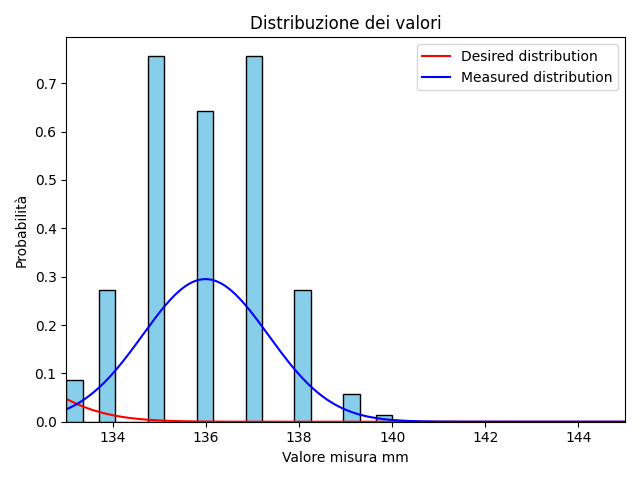 Distribuzione dei valori
Desired distribution
Measured distribution
Probabilità
0.7
0.6
0.5
0.4
0.3
0.2
0.1
0.0
134 136 138 140 142 144
Valore misura mm